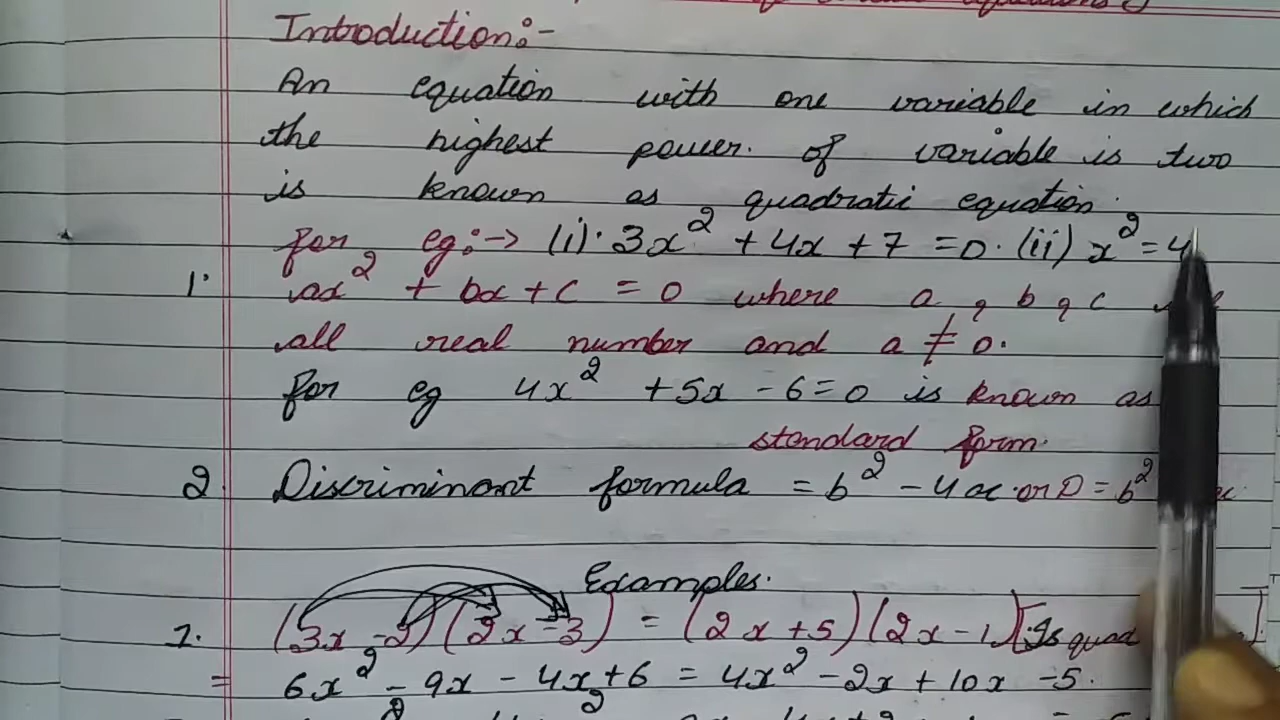 equations
Introduction:-
An equation with one variable in which
the highest power. of variable is two
is known as quadratic equation.
for eg:→ (i). 3x² + 4x + 7 = 0. (ii) x² = 4
1. ax² + bx + c = 0 where a, b, c
all real number and a ≠ 0.
for eg 4x² + 5x - 6 = 0 is known as
standard form.
2. Discriminant formula = b² - 4ac. or D = b²
Examples.
1. (3x - 2) (2x - 3) = (2x + 5) (2x - 1) [Is quad
= 6x² - 9x - 4x + 6 = 4x² - 2x + 10x - 5.